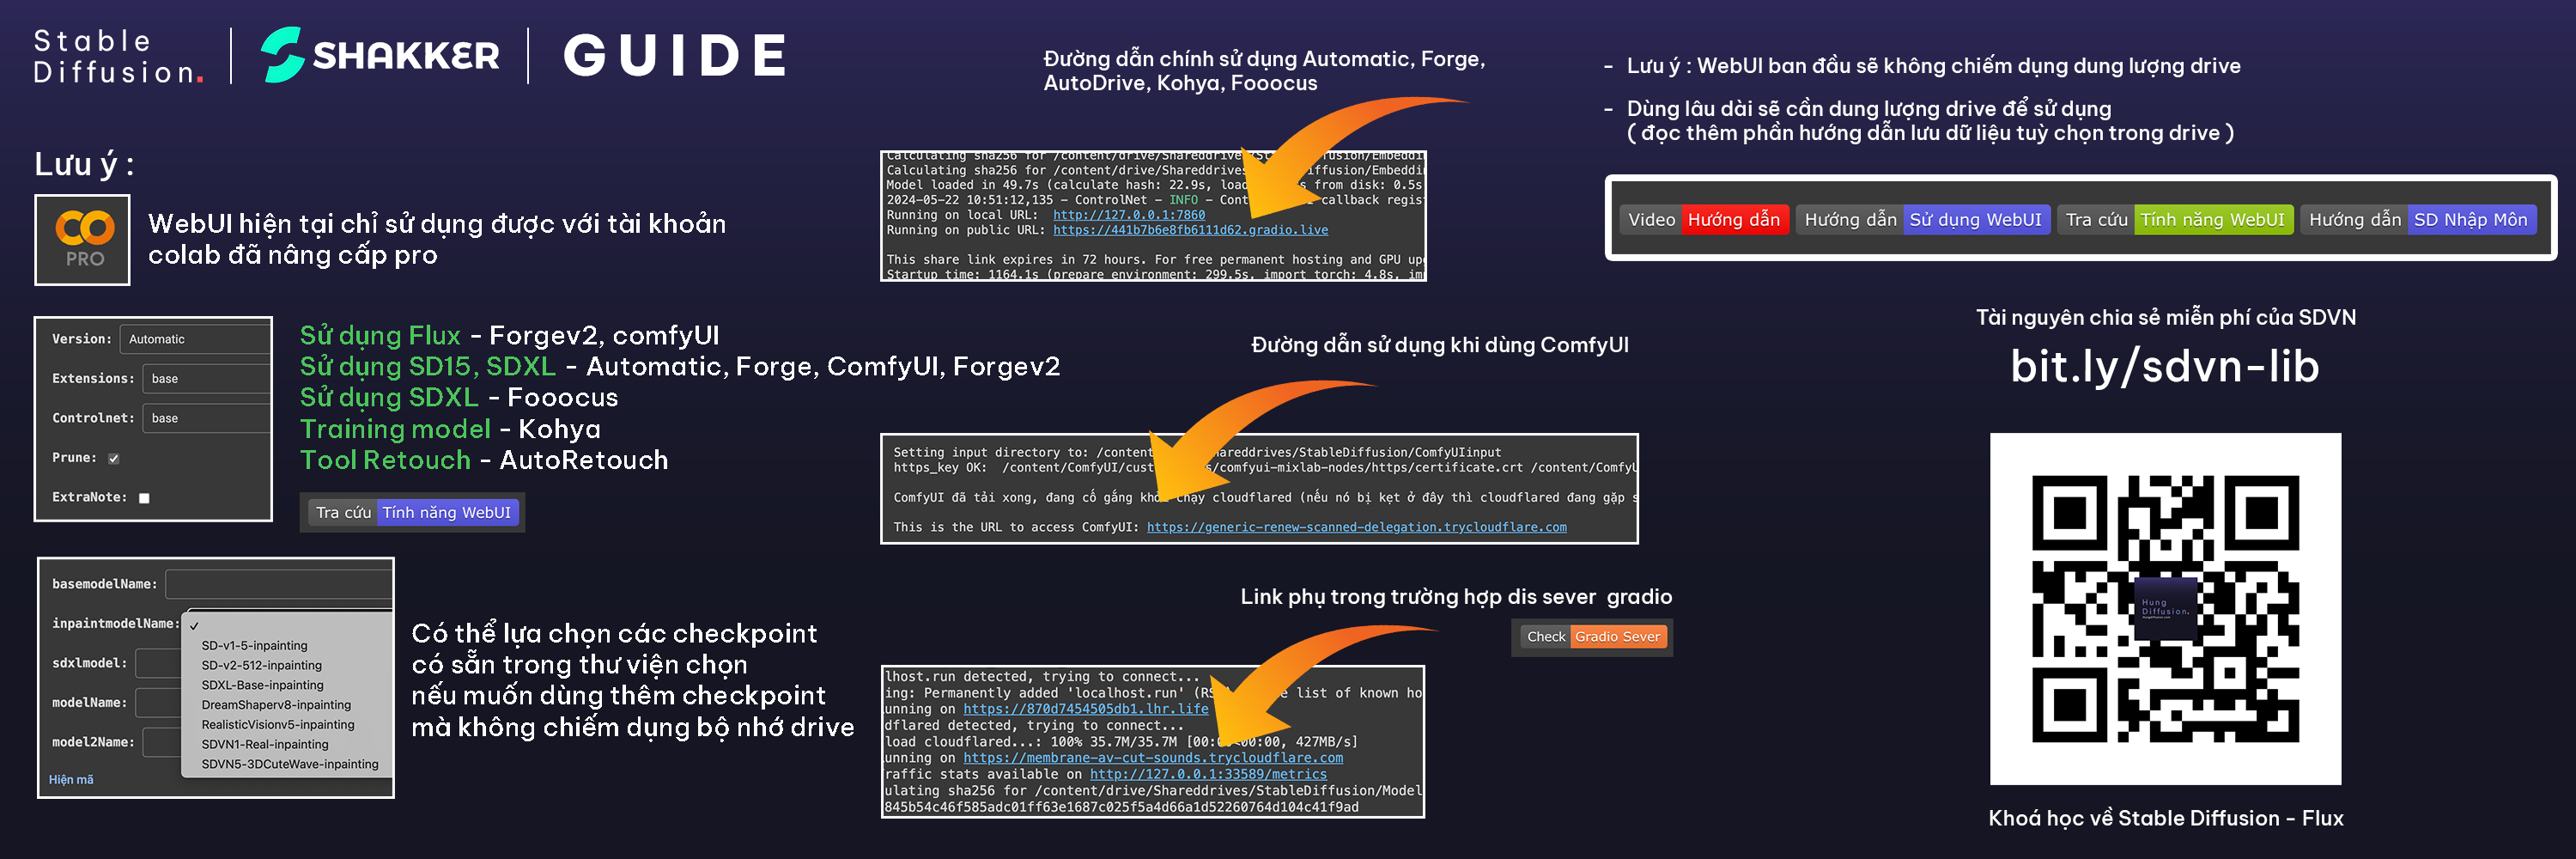 Stable
Diffusion.
SHAKKER
GUIDE
Lưu ý :
PRO
WebUI hiện tại chỉ sử dụng được với tài khoản
colab đã nâng cấp pro
Version: Automatic
Extensions: base
Controlnet: base
Prune:
ExtraNote:
Sử dụng Flux - Forgev2, comfyUI
Sử dụng SD15, SDXL - Automatic, Forge, ComfyUI, Forgev2
Sử dụng SDXL - Fooocus
Training model - Kohya
Tool Retouch - AutoRetouch
Tra cứu Tính năng WebUI
basemodelName:
inpaintmodelName:
sdxlmodel:
modelName:
model2Name:
Hiện mã
SD-v1-5-inpainting
SD-v2-512-inpainting
SDXL-Base-inpainting
DreamShaperv8-inpainting
RealisticVisionv5-inpainting
SDVN1-Real-inpainting
SDVN5-3DCuteWave-inpainting
Có thể lựa chọn các checkpoint
có sẵn trong thư viện chọn
nếu muốn dùng thêm checkpoint
mà không chiếm dụng bộ nhớ drive
Đường dẫn chính sử dụng Automatic, Forge,
AutoDrive, Kohya, Fooocus
Calculating sha256 for /content/drive/Shareddrives/St diffusion/Embeddi
Calculating sha256 for /content/drive/Shareddrives iffusion/Embeddi
Model loaded in 49.7s (calculate hash: 22.9s, loa s from disk: 0.5s
2024-05-22 10:51:12,135 - ControlNet - INFO - Cont callback regist
Running on local URL: http://127.0.0.1:7860
Running on public URL: https://441b7b6e8fb6111d62.gradio.live
This share link expires in 72 hours. For free permanent hosting and GPU up
Startup time: 1164.1s (prepare environment: 299.5s, import torch: 4.8s, im
Đường dẫn sử dụng khi dùng ComfyUI
Setting input directory to: /content hareddrives/StableDiffusion/ComfyUIinput
https_key OK: /content/ComfyUI/cust s/comfyui-mixlab-nodes/https/certificate.crt /content/ComfyU
ComfyUI đã tải xong, đang cố gắng khở chạy cloudflared (nếu nó bị kẹt ở đây thì cloudflared đang gặp s
This is the URL to access ComfyUI: https://generic-renew-scanned-delegation.trycloudflare.com
Link phụ trong trường hợp dis sever gradio
Check Gradio Sever
lhost.run detected, trying to connect...
ing: Permanently added 'localhost.run' (RS e list of known ho
unning on https://870d7454505db1.lhr.life
dflared detected, trying to connect...
load cloudflared...: 100% 35.7M/35.7M [00:0 00:00, 427MB/s]
unning on https://membrane-av-cut-sounds.trycloudflare.com
raffic stats available on http://127.0.0.1:33589/metrics
ulating sha256 for /content/drive/Shareddrives/StableDiffusion/Model
845b54c46f585adc01ff63e1687c025f5a4d66a1d52260764d104c41f9ad
- Lưu ý : WebUI ban đầu sẽ không chiếm dụng dung lượng drive
- Dùng lâu dài sẽ cần dung lượng drive để sử dụng
( đọc thêm phần hướng dẫn lưu dữ liệu tuỳ chọn trong drive )
Video Hướng dẫn Hướng dẫn Sử dụng WebUI Tra cứu Tính năng WebUI Hướng dẫn SD Nhập Môn
Tài nguyên chia sẻ miễn phí của SDVN
bit.ly/sdvn-lib
Hung
Diffusion.
Khoá học về Stable Diffusion - Flux